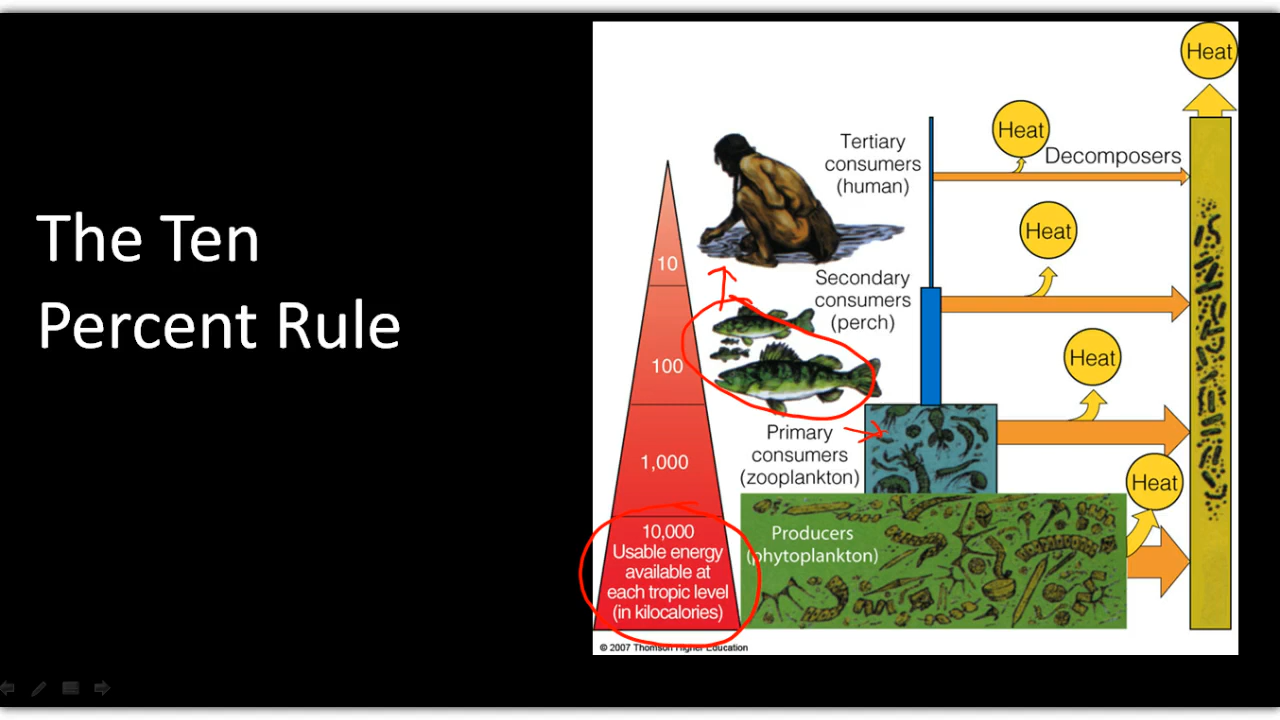 The Ten
Percent Rule
10
100
1,000
10,000
Usable energy
available at
each tropic level
(in kilocalories)
Tertiary
consumers
(human)
Secondary
consumers
(perch)
Primary
consumers
(zooplankton)
Producers
(phytoplankton)
Heat
Decomposers
Heat
Heat
Heat
Heat
© 2007 Thomson Higher Education